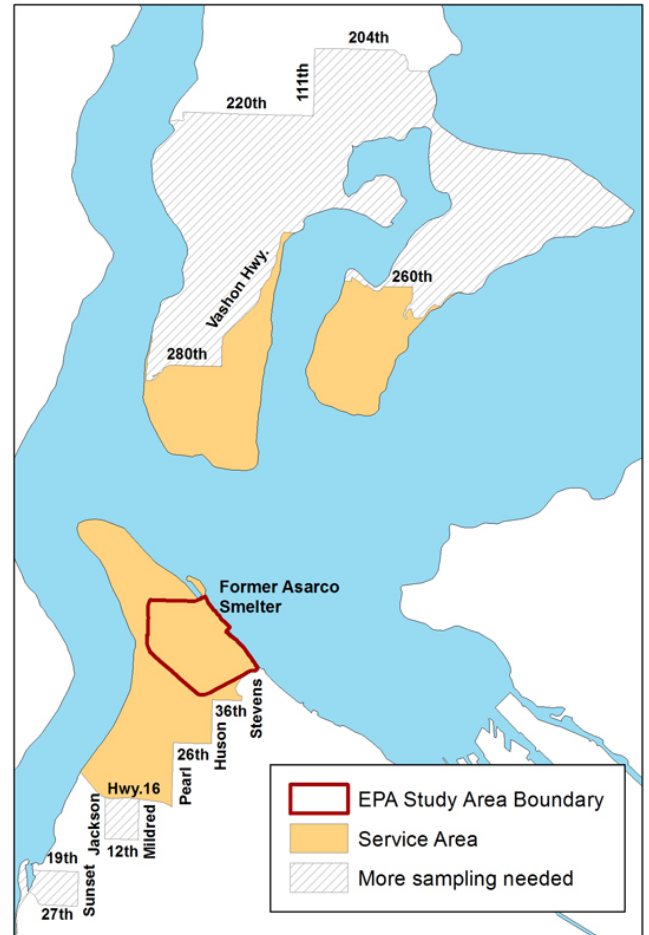 204th
111th
220th
Vashon Hwy.
260th
280th
Former Asarco
Smelter
Stevens
36th
Huson
26th
Pearl
Hwy.16
Jackson
Mildred
12th
19th
Sunset
27th
EPA Study Area Boundary
Service Area
More sampling needed